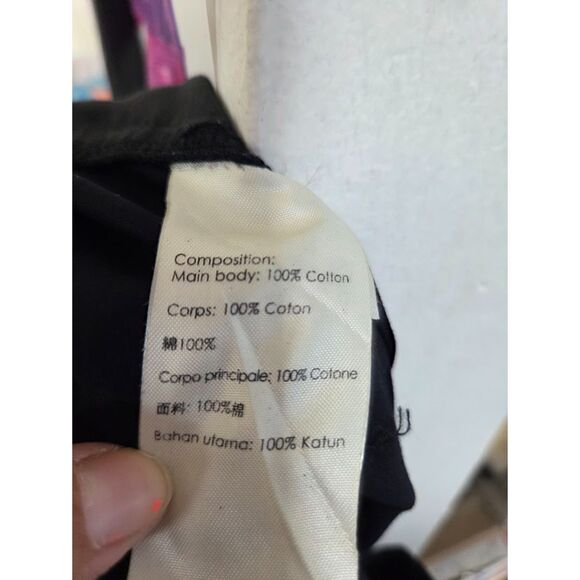 Composition:
Main body: 100% Cotton
Corps: 100% Coton
綿100%
Corpo principale: 100% Cotone
面料: 100%棉
Bahan utama: 100% Katun